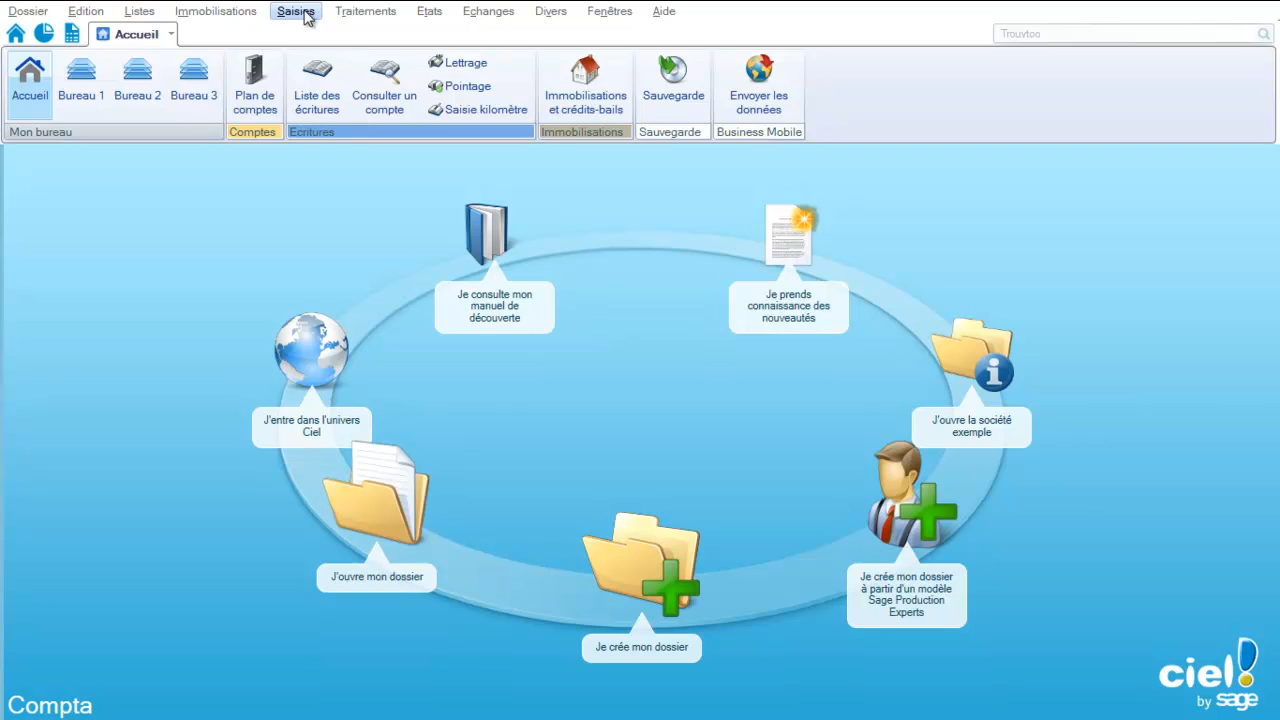 Dossier Edition Listes Immobilisations Saisies Traitements Etats Echanges Divers Fenêtres Aide
Accueil
Trouvtoo
Accueil
Bureau 1
Bureau 2
Bureau 3
Mon bureau
Plan de
comptes
Comptes
Liste des
écritures
Consulter un
compte
Lettrage
Pointage
Saisie kilomètre
Ecritures
Immobilisations
et crédits-bails
Immobilisations
Sauvegarde
Sauvegarde
Envoyer les
données
Business Mobile
Je consulte mon
manuel de
découverte
Je prends
connaissance des
nouveautés
J'entre dans l'univers
Ciel
J'ouvre la société
exemple
J'ouvre mon dossier
Je crée mon dossier
à partir d'un modèle
Sage Production
Experts
Je crée mon dossier
Compta
ciel!
by sage